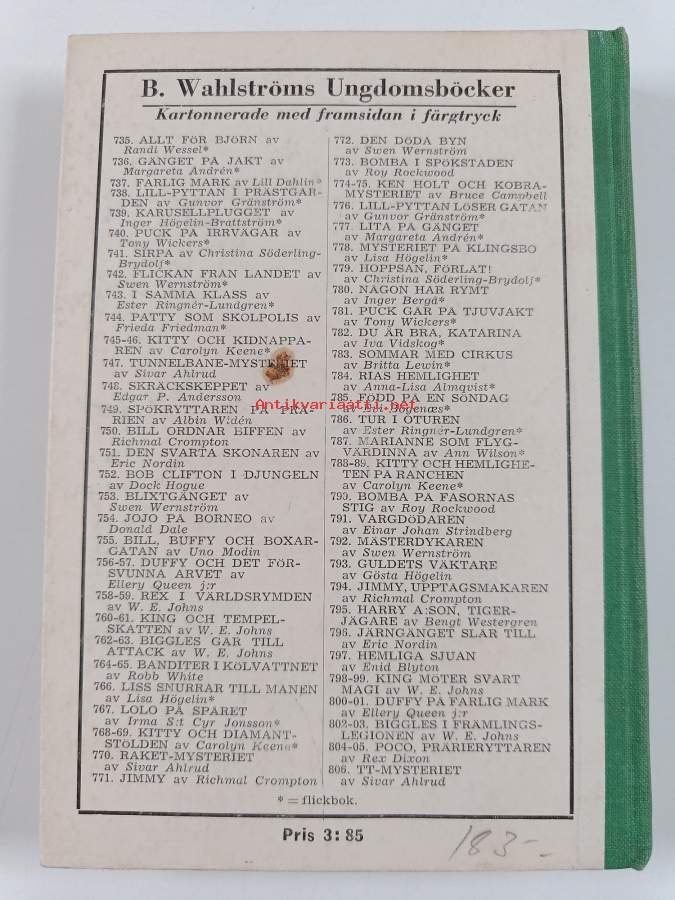 B. Wahlströms Ungdomsböcker
Kartonnerade med framsidan i färgtryck
735. ALLT FÖR BJÖRN av
Randi Wessel*
736. GÄNGET PÅ JAKT av
Margareta Andrén*
737. FARLIG MARK av Lill Dahlin*
738. LILL-PYTTAN I PRÄSTGÅR-
DEN av Gunvor Gränström*
739. KARUSELLPLUGGET av
Inger Högelin-Brattström*
740. PUCK PÅ IRRVÄGAR av
Tony Wickers*
741. SIRPA av Christina Söderling-
Brydolf*
742. FLICKAN FRÅN LANDET av
Swen Wernström*
743. I SAMMA KLASS av
Ester Ringnér-Lundgren*
744. PATTY SOM SKOLPOLIS av
Frieda Friedman*
745-46. KITTY OCH KIDNAPPA-
REN av Carolyn Keene*
747. TUNNELBANE-MYSTERIET
av Sivar Ahlrud
748. SKRÄCKSKEPPET av
Edgar P. Andersson
749. SPÖKRYTTAREN PÅ PRÄ-
RIEN av Albin Widén
750. BILL ORDNAR BIFFEN av
Richmal Crompton
751. DEN SVARTA SKONAREN av
Eric Nordin
752. BOB CLIFTON I DJUNGELN
av Dock Hogue
753. BLIXTGÄNGET av
Swen Wernström
754. JOJO PÅ BORNEO av
Donald Dale
755. BILL, BUFFY OCH BOXAR-
GATAN av Uno Modin
756-57. DUFFY OCH DET FÖR-
SVUNNA ARVET av
Ellery Queen j:r
758-59. REX I VÄRLDSRYMDEN
av W. E. Johns
760-61. KING OCH TEMPEL-
SKATTEN av W. E. Johns
762-63. BIGGLES GÅR TILL
ATTACK av W. E. Johns
764-65. BANDITER I KÖLVATTNET
av Robb White
766. LISS SNURRAR TILL MÅNEN
av Lisa Högelin*
767. LOLO PÅ SPÅRET
av Irma S:t Cyr Jonsson*
768-69. KITTY OCH DIAMANT-
STÖLDEN av Carolyn Keene*
770. RAKET-MYSTERIET
av Sivar Ahlrud
771. JIMMY av Richmal Crompton
772. DEN DÖDA BYN
av Swen Wernström
773. BOMBA I SPÖKSTADEN
av Roy Rockwood
774-75. KEN HOLT OCH KOBRA-
MYSTERIET av Bruce Campbell
776. LILL-PYTTAN LÖSER GÅTAN
av Gunvor Gränström*
777. LITA PÅ GÄNGET
av Margareta Andrén*
778. MYSTERIET PÅ KLINGSBO
av Lisa Högelin*
779. HOPPSAN, FÖRLÅT!
av Christina Söderling-Brydolf*
780. NÅGON HAR RYMT
av Inger Bergå*
781. PUCK GÅR PÅ TJUVJAKT
av Tony Wickers*
782. DU ÄR BRA, KATARINA
av Iva Vidskog*
783. SOMMAR MED CIRKUS
av Britta Lewin*
784. RIAS HEMLIGHET
av Anna-Lisa Almqvist*
785. FÖDD PÅ EN SÖNDAG
av Evi Bøgenæs*
786. TUR I OTUREN
av Ester Ringnér-Lundgren*
787. MARIANNE SOM FLYG-
VÄRDINNA av Ann Wilson*
788-89. KITTY OCH HEMLIGHE-
TEN PÅ RANCHEN
av Carolyn Keene*
790. BOMBA PÅ FASORNAS
STIG av Roy Rockwood
791. VARGDÖDAREN
av Einar Johan Strindberg
792. MÄSTERDYKAREN
av Swen Wernström
793. GULDETS VÄKTARE
av Gösta Högelin
794. JIMMY, UPPTÅGSMAKAREN
av Richmal Crompton
795. HARRY A:SON, TIGER-
JÄGARE av Bengt Westergren
796. JÄRNGÄNGET SLÅR TILL
av Eric Nordin
797. HEMLIGA SJUAN
av Enid Blyton
798-99. KING MÖTER SVART
MAGI av W. E. Johns
800-01. DUFFY PÅ FARLIG MARK
av Ellery Queen j:r
802-03. BIGGLES I FRÄMLINGS-
LEGIONEN av W. E. Johns
804-05. POCO, PRÄRIERYTTAREN
av Rex Dixon
806. TT-MYSTERIET
av Sivar Ahlrud
* = flickbok.
Pris 3:85
183-
Antikvariaatti.net